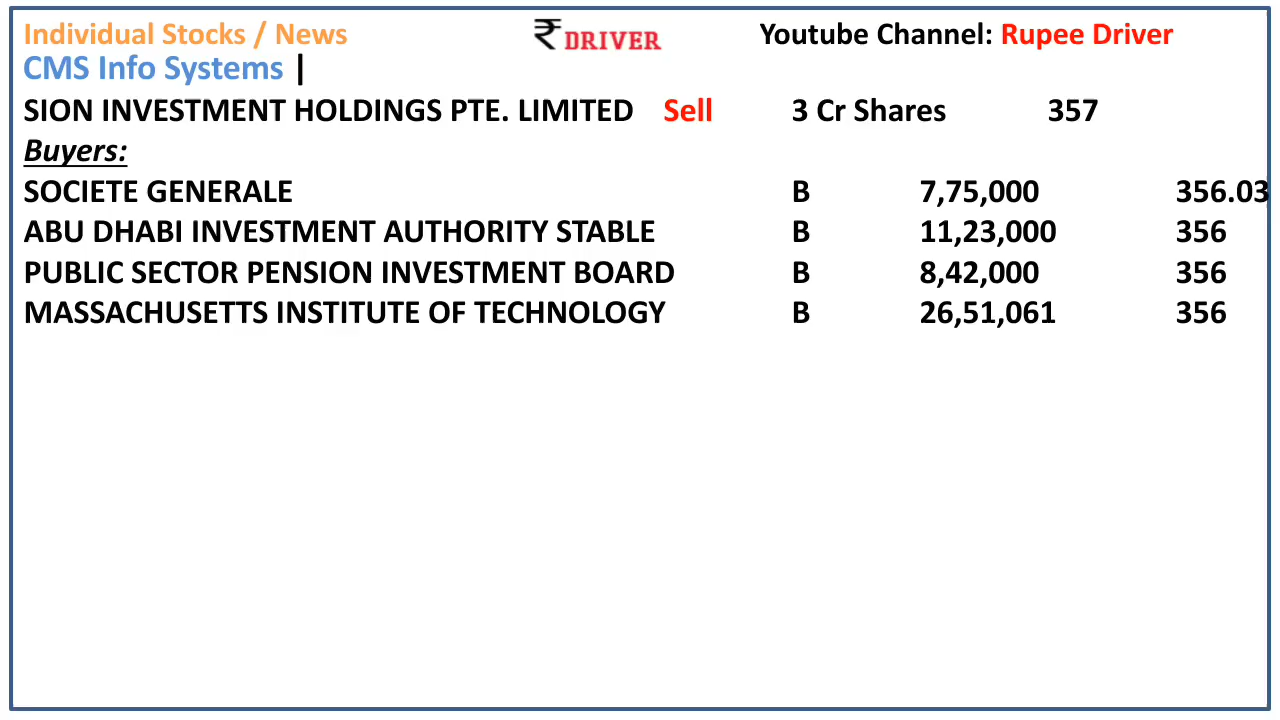 Individual Stocks / News
₹ DRIVER
Youtube Channel: Rupee Driver
CMS Info Systems |
SION INVESTMENT HOLDINGS PTE. LIMITED Sell 3 Cr Shares 357
Buyers:
SOCIETE GENERALE B 7,75,000 356.03
ABU DHABI INVESTMENT AUTHORITY STABLE B 11,23,000 356
PUBLIC SECTOR PENSION INVESTMENT BOARD B 8,42,000 356
MASSACHUSETTS INSTITUTE OF TECHNOLOGY B 26,51,061 356